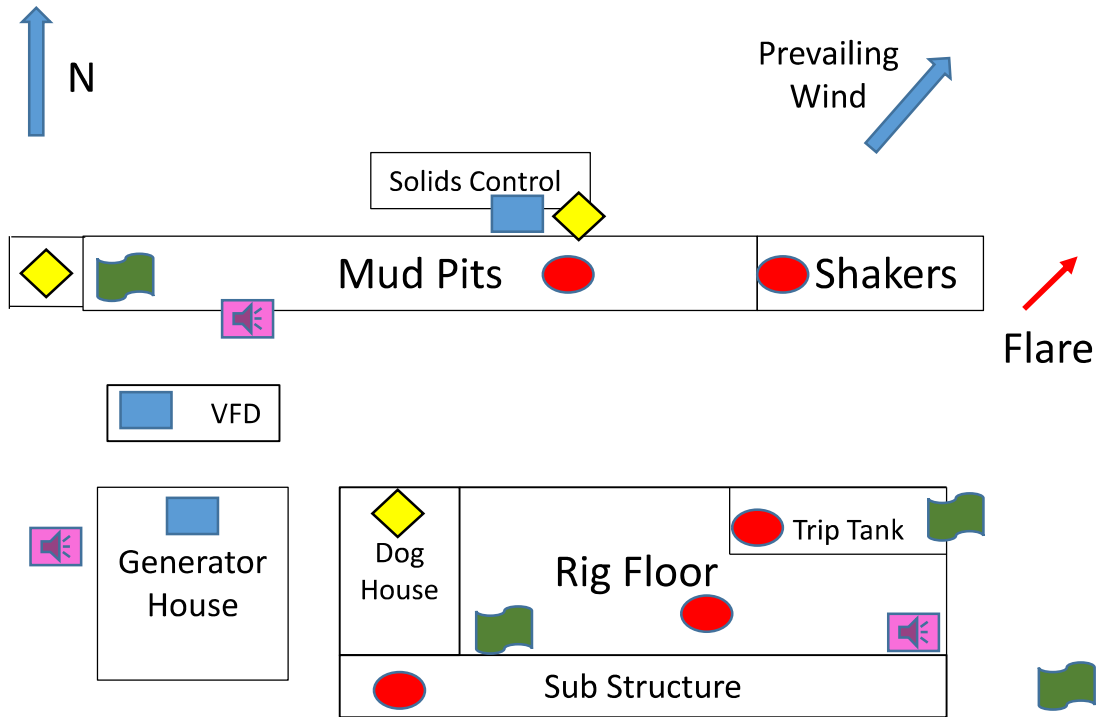 N
Prevailing
Wind
Solids Control
Mud Pits
Shakers
Flare
VFD
Generator
House
Dog
House
Rig Floor
Trip Tank
Sub Structure